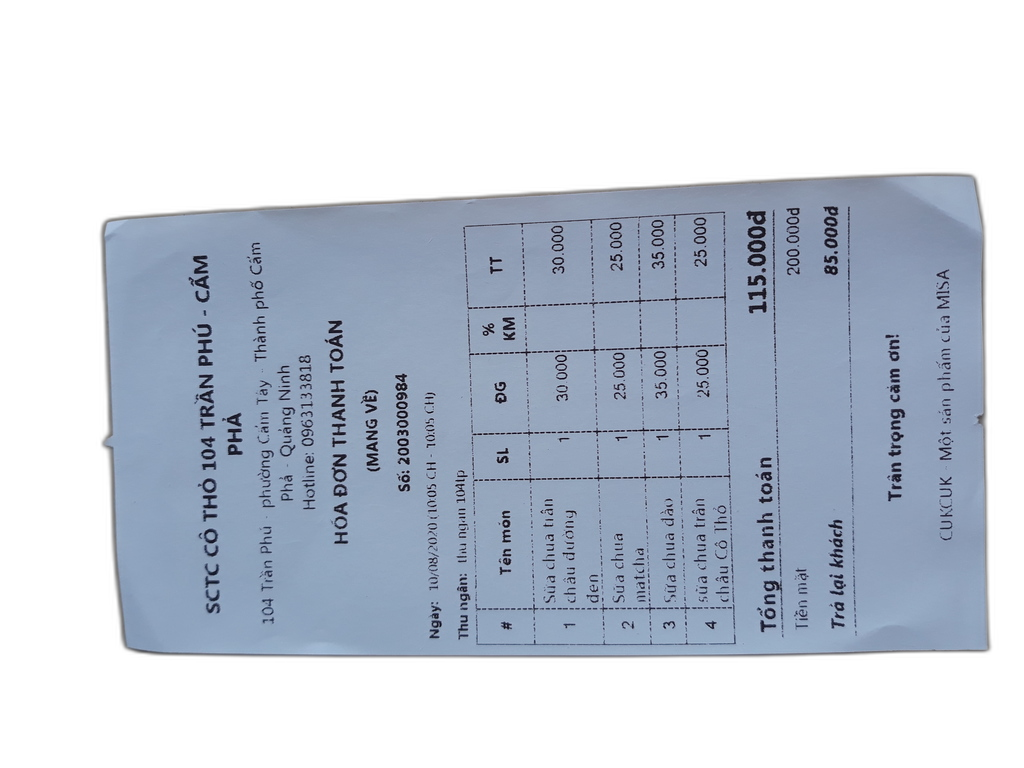 SCTC CÔ THỎ 104 TRẦN PHÚ - CẨM
PHẢ
104 Trần Phú - phường Cẩm Tây - Thành phố Cẩm
Phả - Quảng Ninh
Hotline: 0963133818
HÓA ĐƠN THANH TOÁN
(MANG VỀ)
Số: 2003000984
Ngày: 10/08/2020 (10:05 CH - 10:05 CH)
Thu ngân: thu ngan 104tp
# Tên món SL ĐG % KM TT
1 Sữa chua trân châu đường đen 1 30.000 30.000
2 Sữa chua matcha 1 25.000 25.000
3 Sữa chua đào 1 35.000 35.000
4 sữa chua trân châu Cô Thỏ 1 25.000 25.000
Tổng thanh toán 115.000đ
Tiền mặt 200.000đ
Trả lại khách 85.000đ
Trân trọng cảm ơn!
CUKCUK - Một sản phẩm của MISA